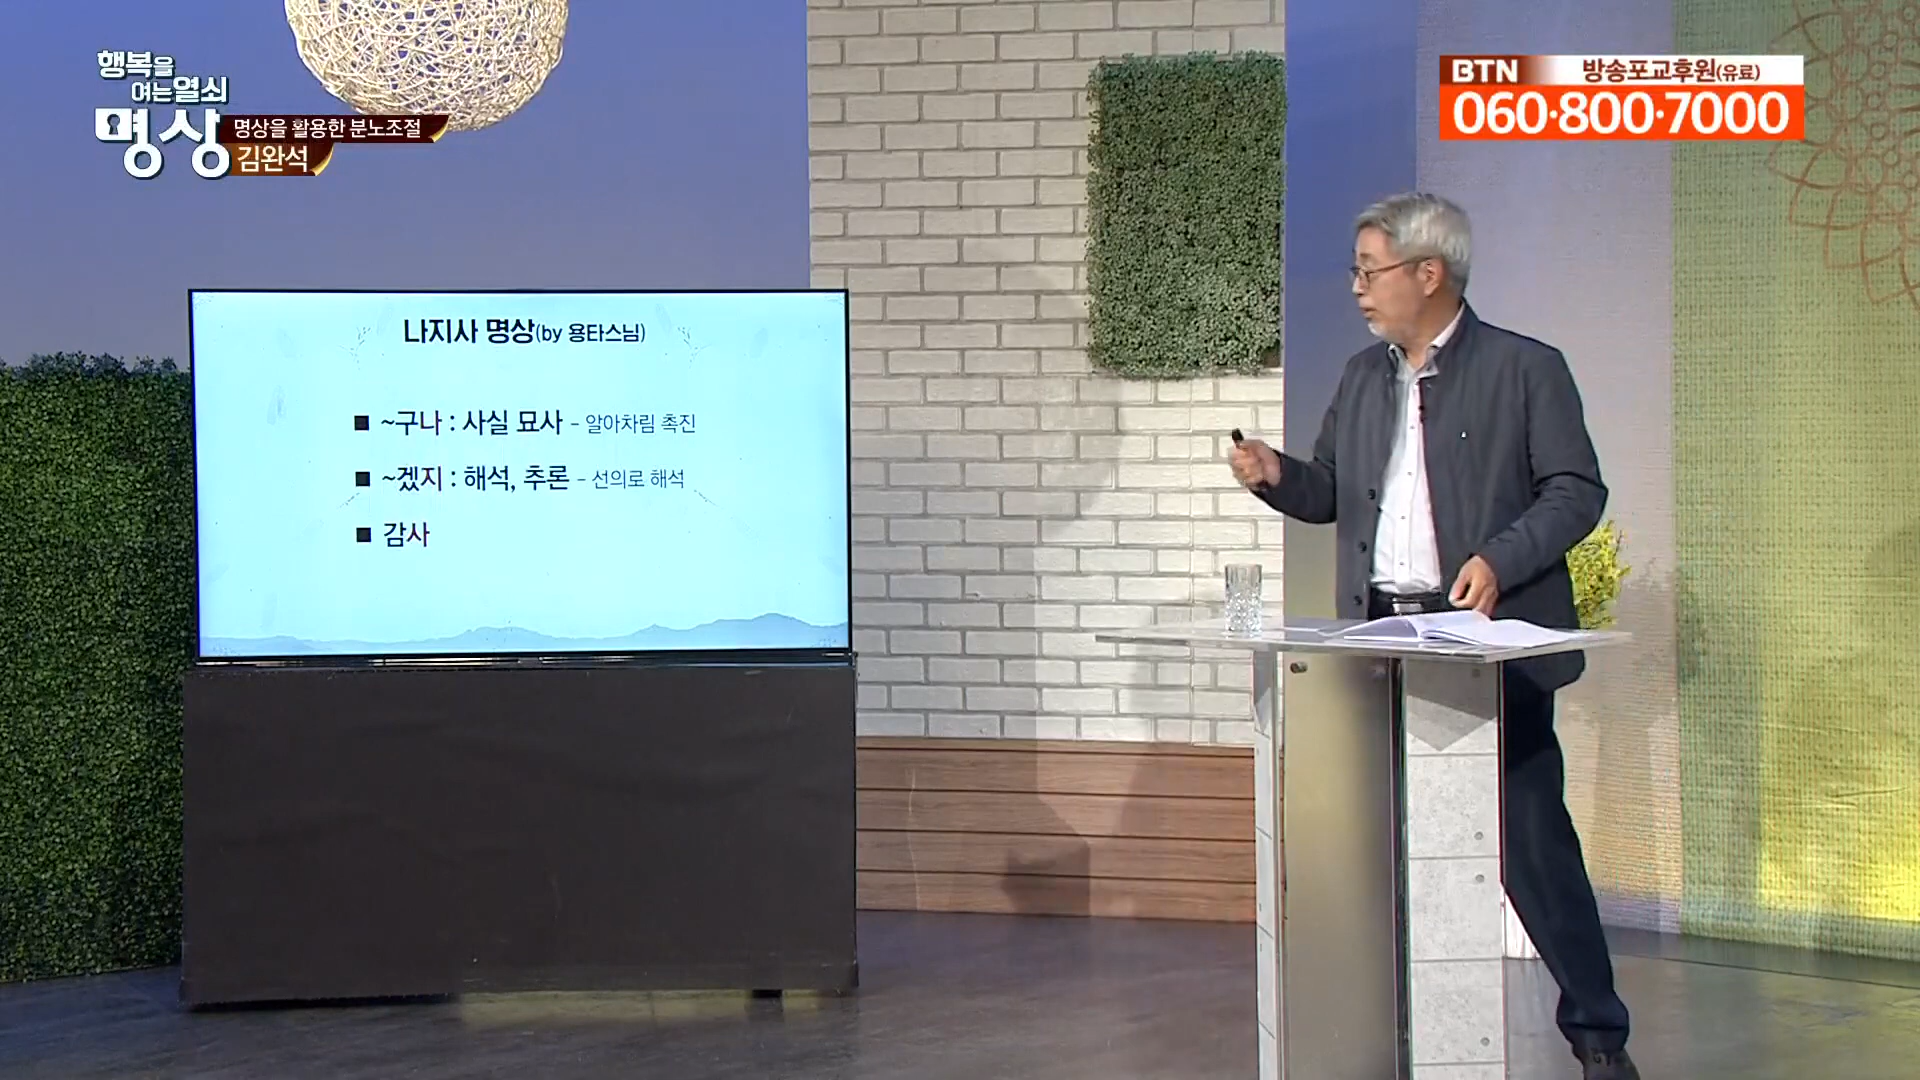 행복을
여는 열쇠
명상
명상을 활용한 분노조절
김완석
BTN 방송포교후원(유료)
060·800·7000
나지사 명상(by 용타스님)
■ ~구나 : 사실 묘사 - 알아차림 촉진
■ ~겠지 : 해석, 추론 - 선의로 해석
■ 감사